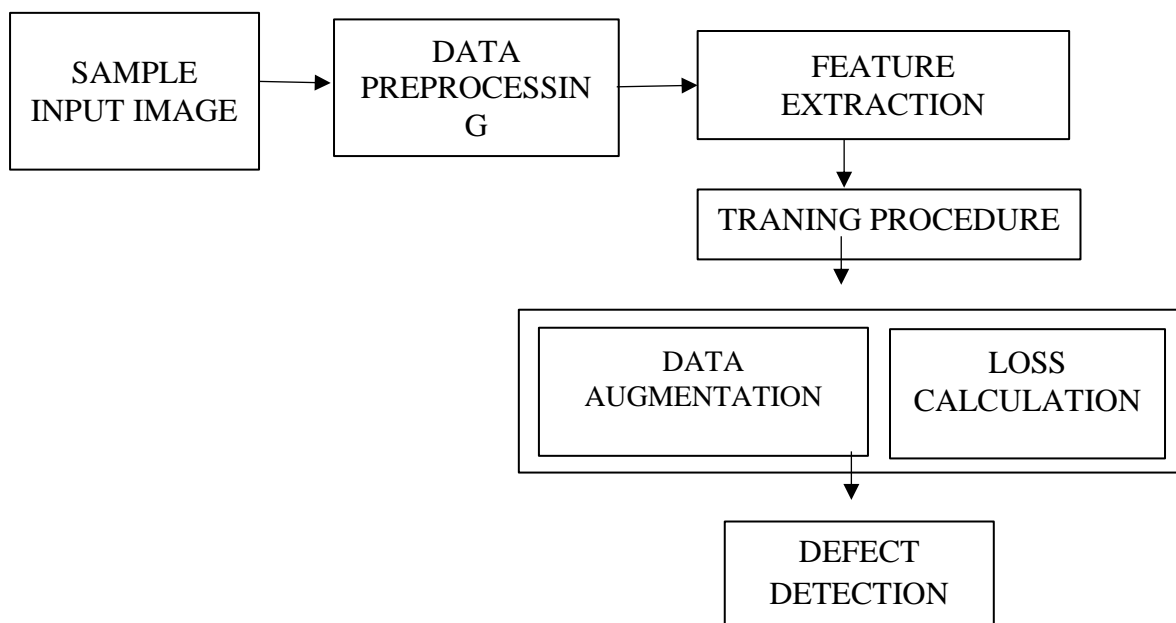 SAMPLE
INPUT IMAGE
DATA
PREPROCESSIN
G
FEATURE
EXTRACTION
TRANING PROCEDURE
DATA
AUGMENTATION
LOSS
CALCULATION
DEFECT
DETECTION